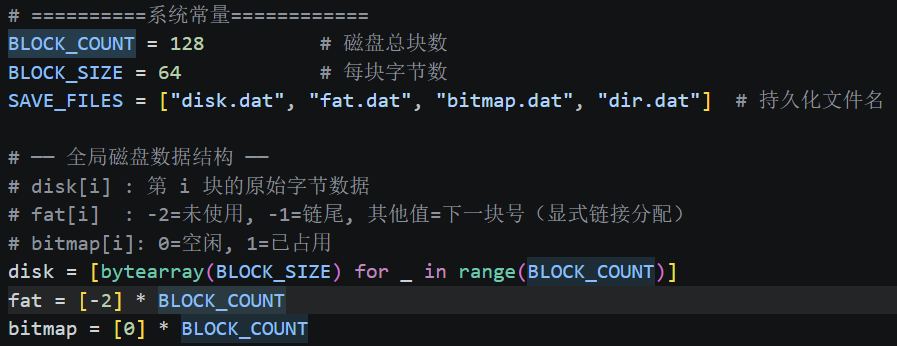 # ==========系统常量============
BLOCK_COUNT = 128 # 磁盘总块数
BLOCK_SIZE = 64 # 每块字节数
SAVE_FILES = ["disk.dat", "fat.dat", "bitmap.dat", "dir.dat"] # 持久化文件名
# —— 全局磁盘数据结构 ——
# disk[i] : 第 i 块的原始字节数据
# fat[i] : -2=未使用, -1=链尾, 其他值=下一块号（显式链接分配）
# bitmap[i]: 0=空闲, 1=已占用
disk = [bytearray(BLOCK_SIZE) for _ in range(BLOCK_COUNT)]
fat = [-2] * BLOCK_COUNT
bitmap = [0] * BLOCK_COUNT